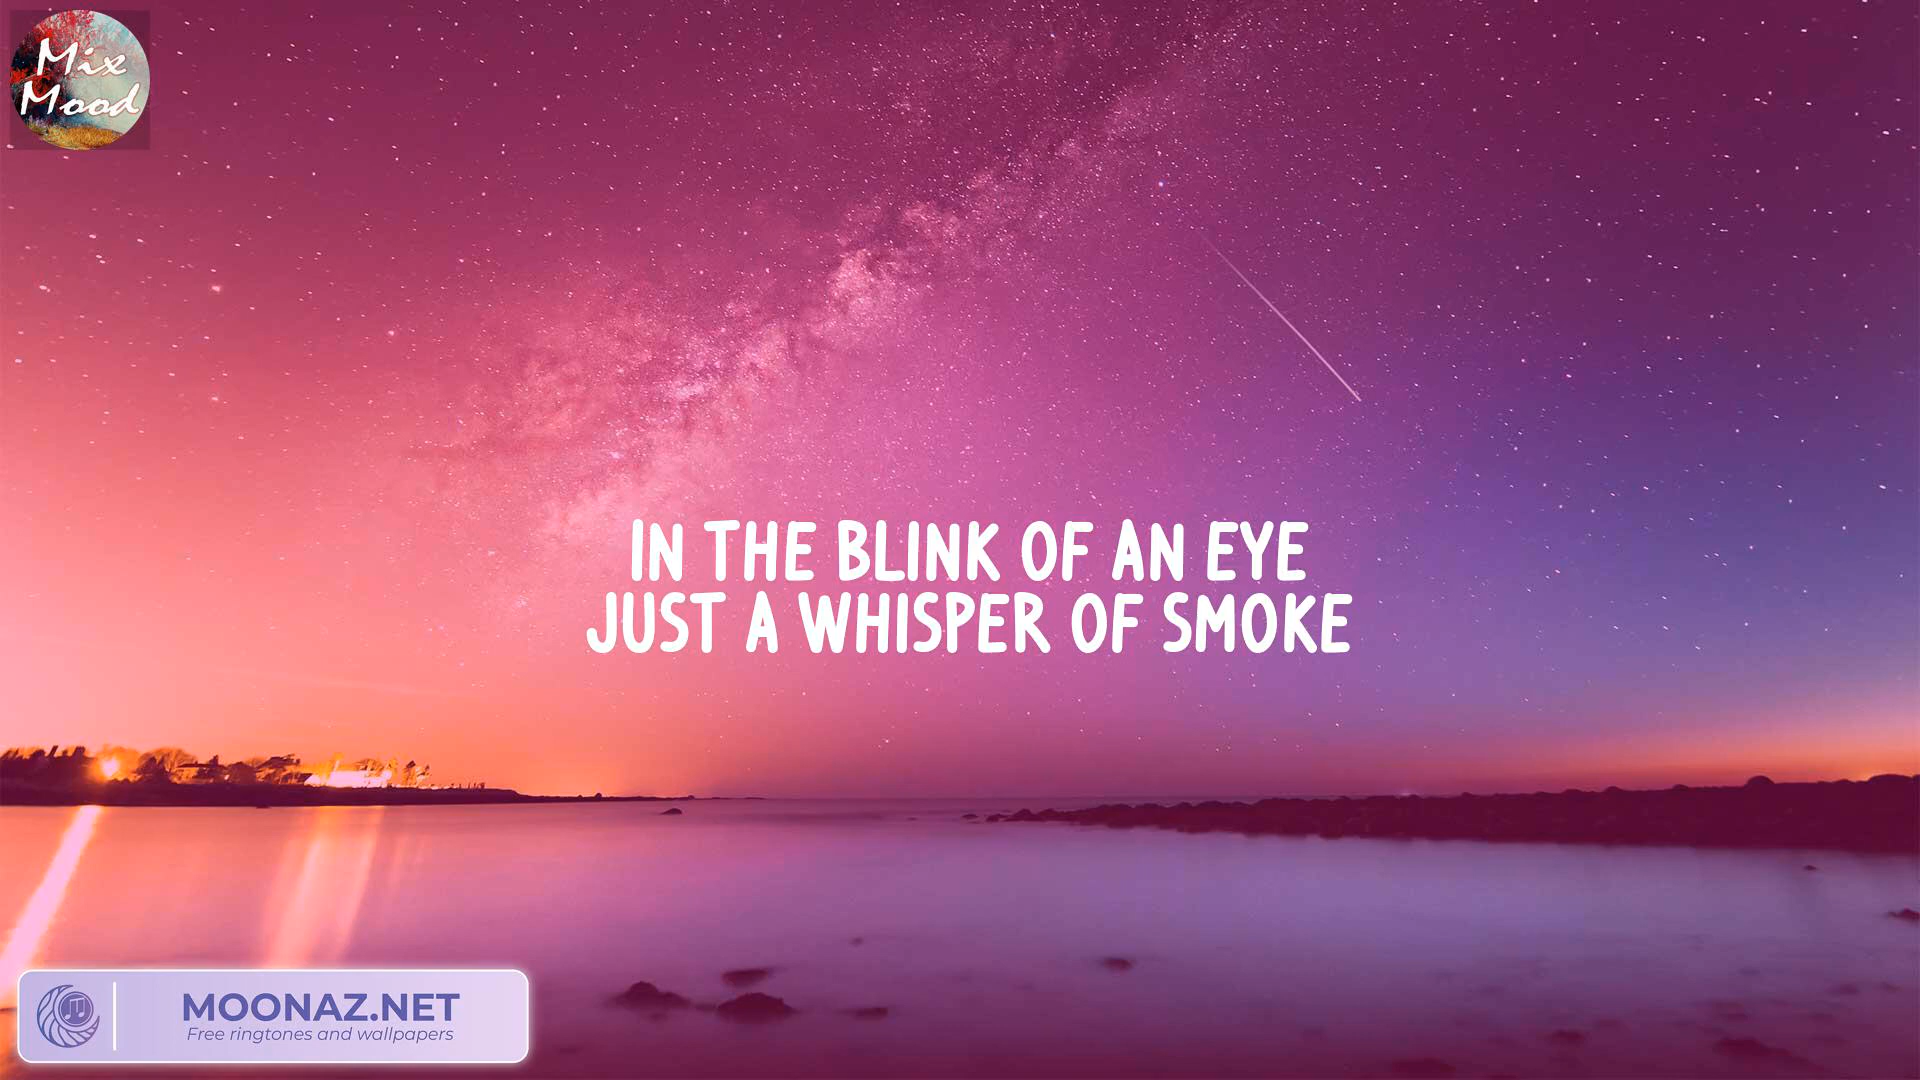 Mix
Mood
IN THE BLINK OF AN EYE
JUST A WHISPER OF SMOKE
MOONAZ.NET
Free ringtones and wallpapers